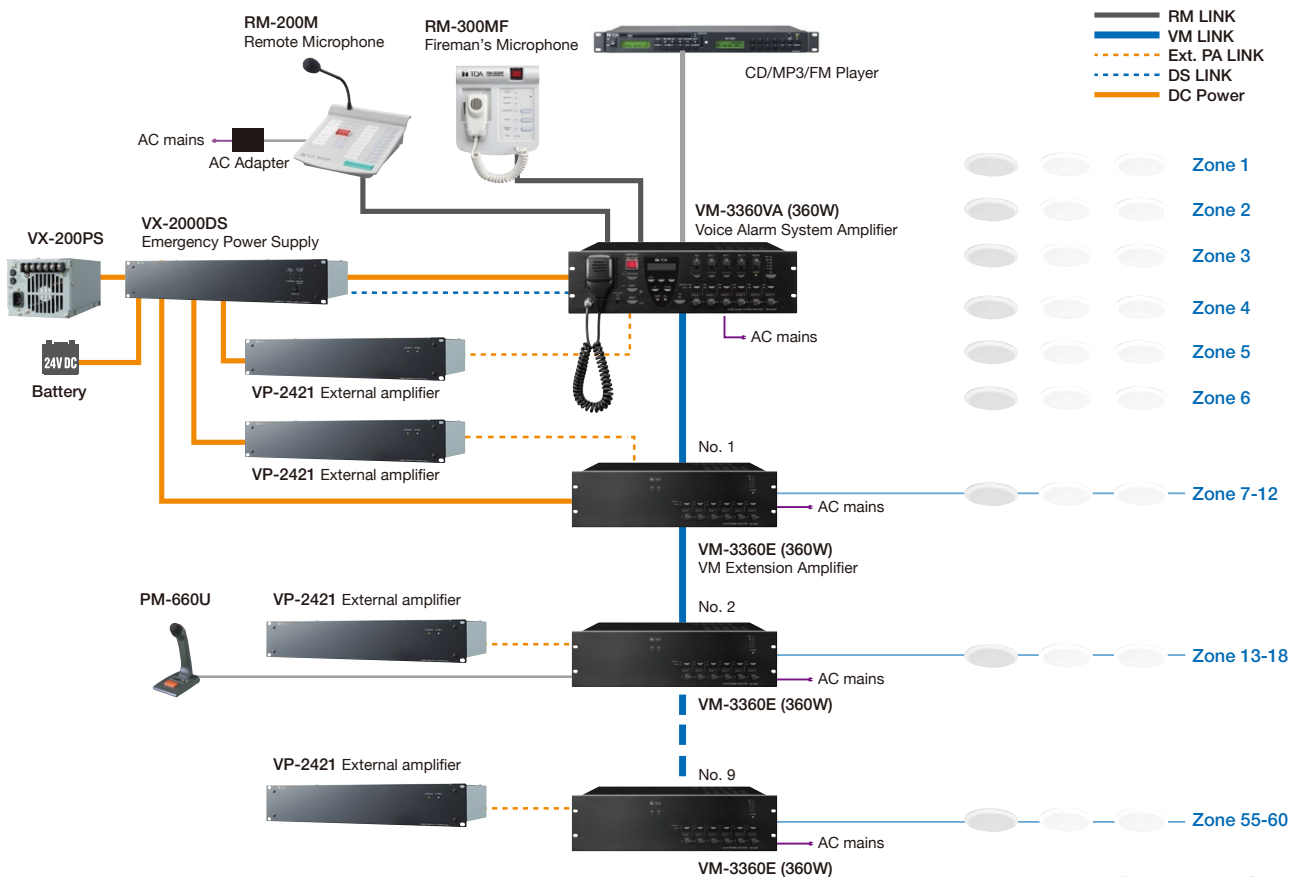 RM-200M
Remote Microphone
RM-300MF
Fireman's Microphone
CD/MP3/FM Player
RM LINK
VM LINK
Ext. PA LINK
DS LINK
DC Power
AC mains
AC Adapter
TOA
Zone 1
Zone 2
Zone 3
Zone 4
Zone 5
Zone 6
VM-3360VA (360W)
Voice Alarm System Amplifier
VX-200PS
VX-2000DS
Emergency Power Supply
TOA
AC mains
24V DC
Battery
VP-2421 External amplifier
VP-2421 External amplifier
No. 1
Zone 7-12
AC mains
VM-3360E (360W)
VM Extension Amplifier
PM-660U
VP-2421 External amplifier
No. 2
Zone 13-18
AC mains
VM-3360E (360W)
VP-2421 External amplifier
No. 9
Zone 55-60
AC mains
VM-3360E (360W)